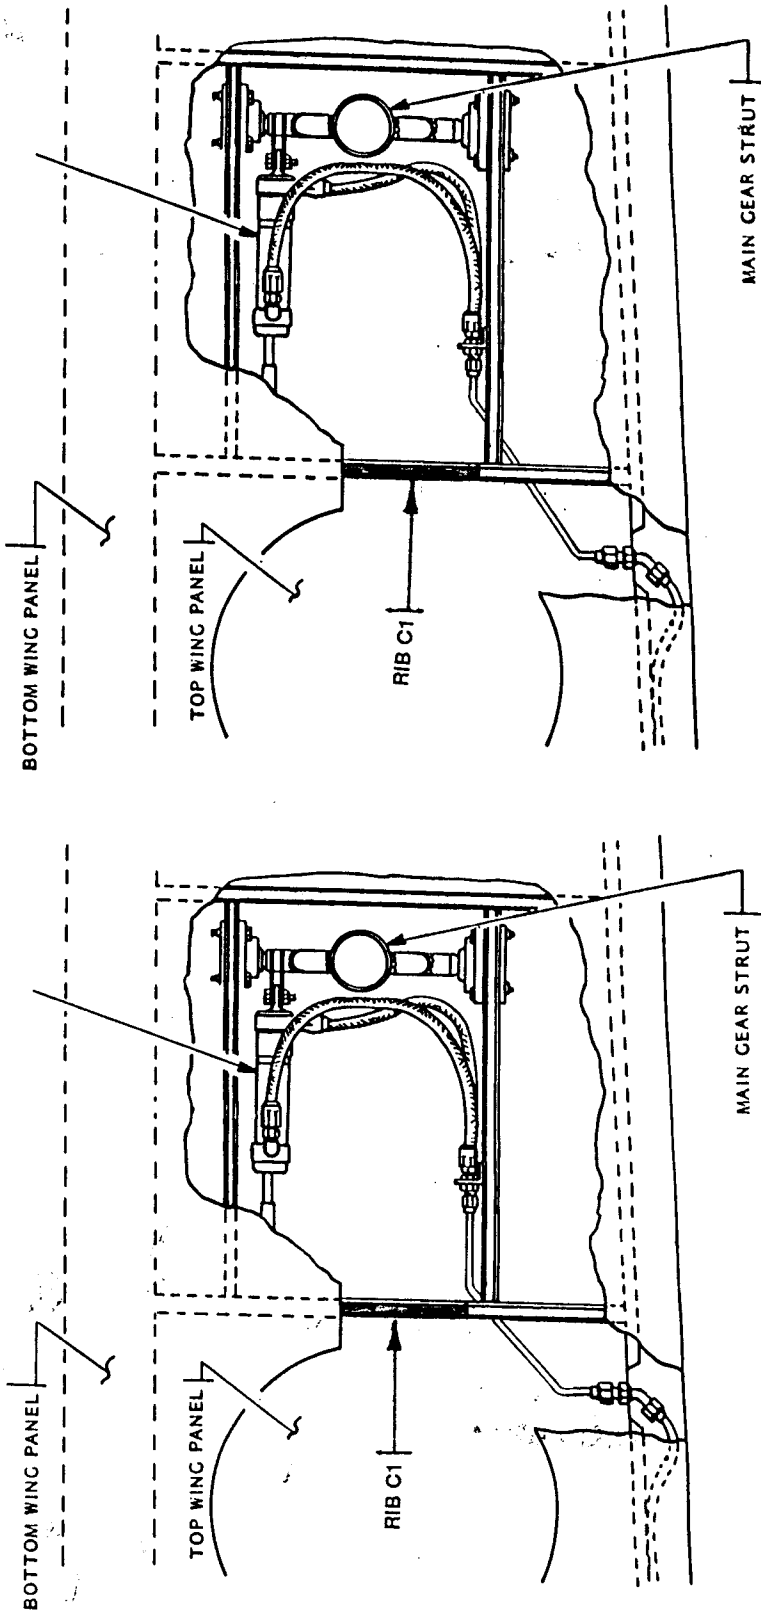 BOTTOM WING PANEL
TOP WING PANEL
RIB C1
MAIN GEAR STRUT
BOTTOM WING PANEL
TOP WING PANEL
RIB C1
MAIN GEAR STRUT